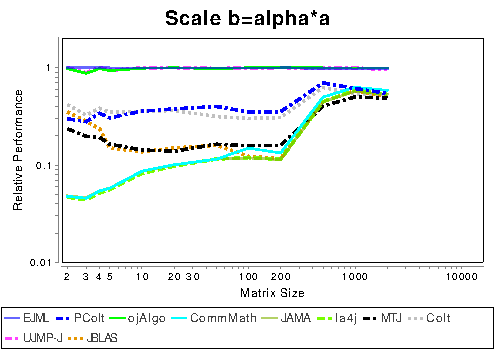 Scale b=alpha*a
1
0.1
0.01
Relative Performance
2 3 4 5 10 20 30 100 200 1000 10000
Matrix Size
EJML PColt ojAlgo CommMath JAMA la4j MTJ Colt
UJMP-J JBLAS